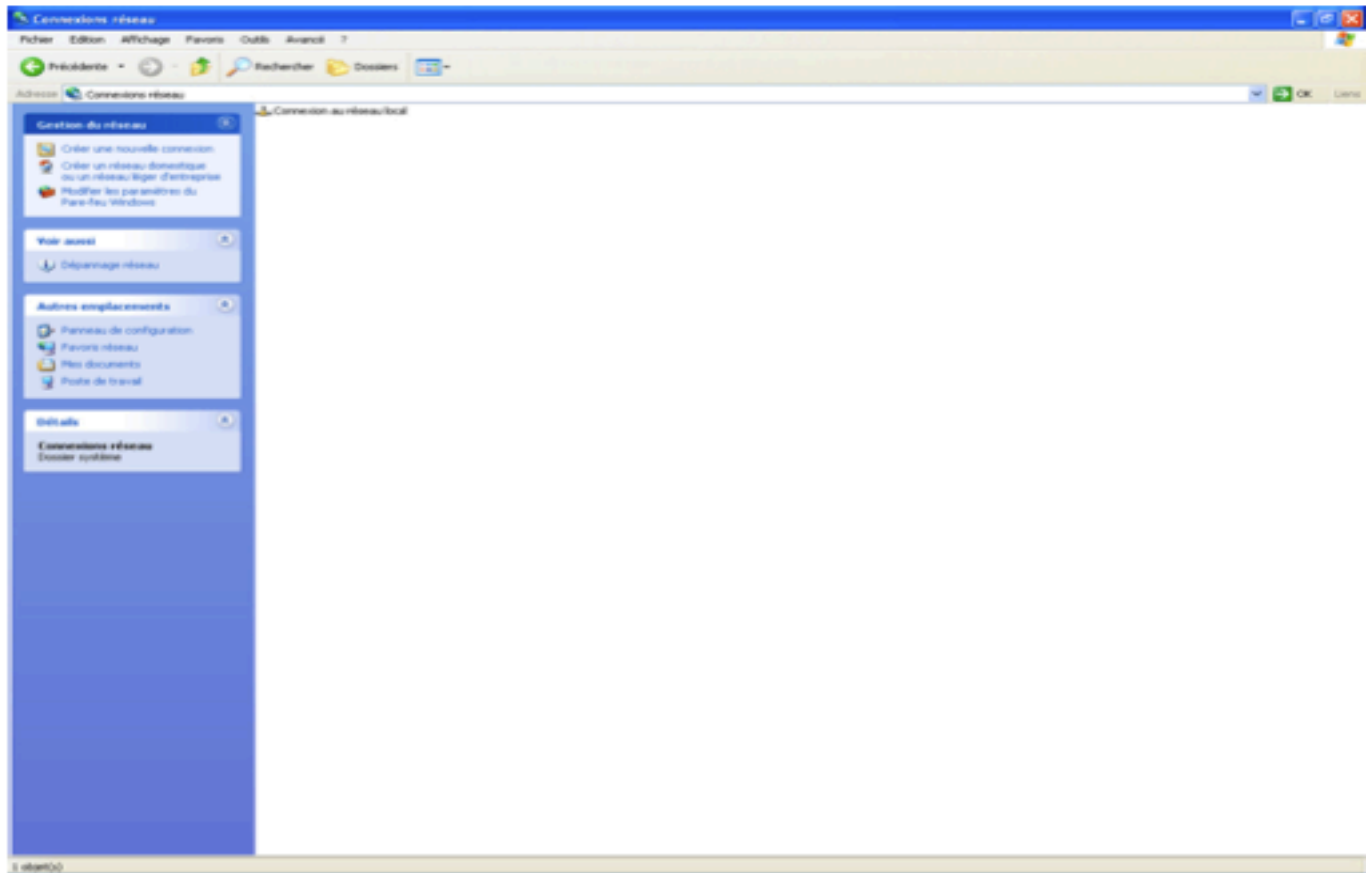 Connexions réseau
Fichier Edition Affichage Favoris Outils Avancé ?
Précédente Rechercher Dossiers
Adresse Connexions réseau OK Liens
Connexion au réseau local
Gestion du réseau
Créer une nouvelle connexion
Créer un réseau domestique
ou un réseau léger d'entreprise
Modifier les paramètres du
Pare-feu Windows
Voir aussi
Dépannage réseau
Autres emplacements
Panneau de configuration
Favoris réseau
Mes documents
Poste de travail
Détails
Connexions réseau
Dossier système
1 objet(s)